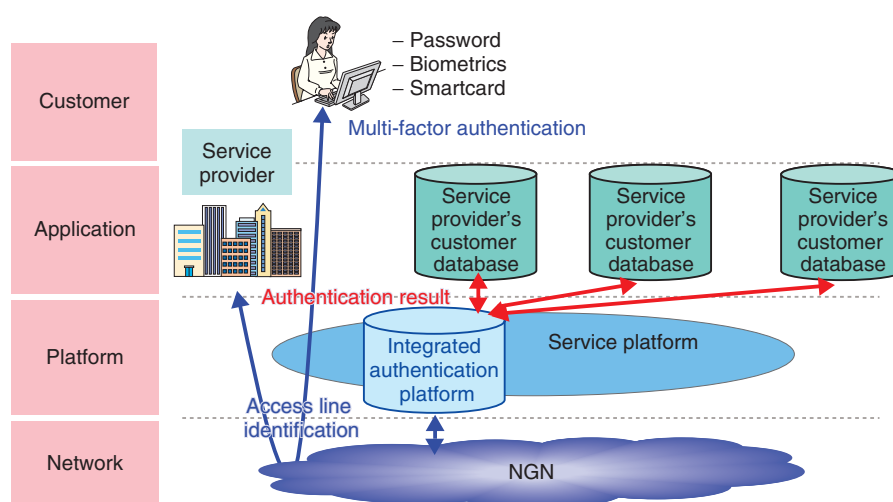 Customer
– Password
– Biometrics
– Smartcard
Multi-factor authentication
Service
provider
Application
Service
provider's
customer
database
Service
provider's
customer
database
Service
provider's
customer
database
Authentication result
Platform
Integrated
authentication
platform
Service platform
Access line
identification
Network
NGN